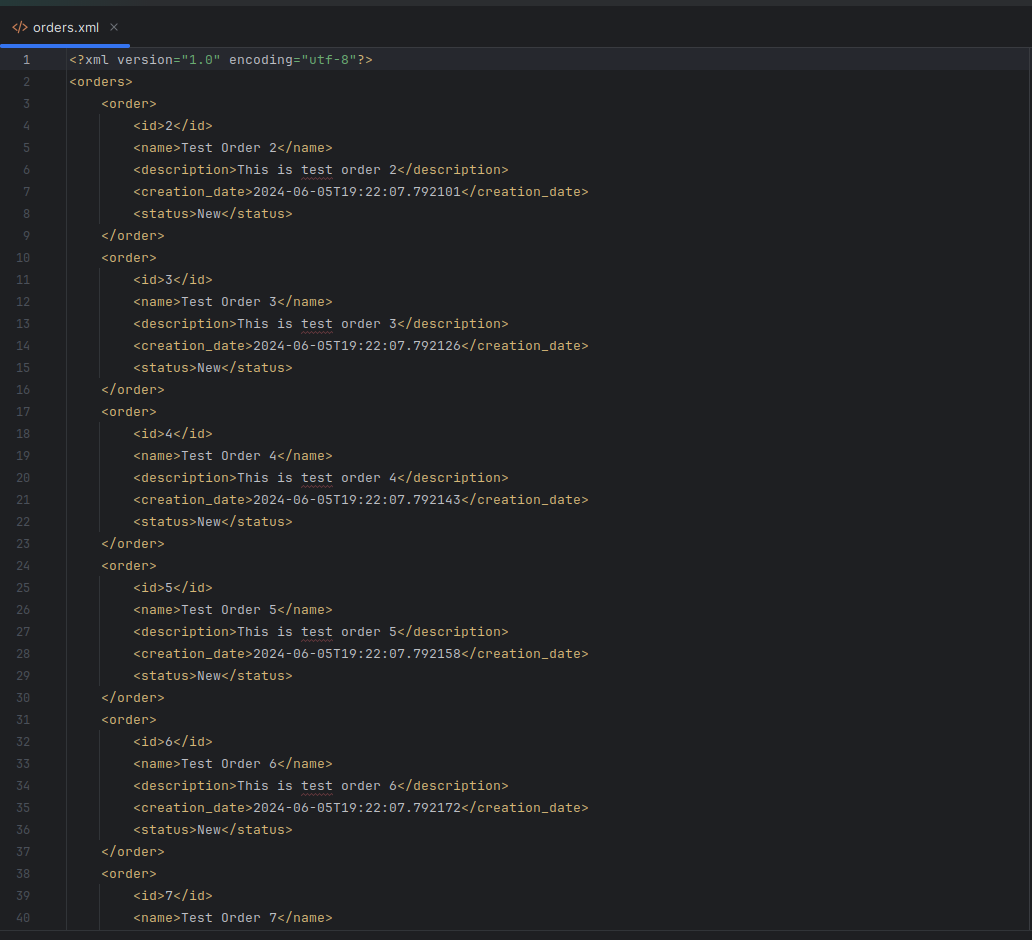 orders.xml
1 <?xml version="1.0" encoding="utf-8"?>
2 <orders>
3     <order>
4         <id>2</id>
5         <name>Test Order 2</name>
6         <description>This is test order 2</description>
7         <creation_date>2024-06-05T19:22:07.792101</creation_date>
8         <status>New</status>
9     </order>
10     <order>
11         <id>3</id>
12         <name>Test Order 3</name>
13         <description>This is test order 3</description>
14         <creation_date>2024-06-05T19:22:07.792126</creation_date>
15         <status>New</status>
16     </order>
17     <order>
18         <id>4</id>
19         <name>Test Order 4</name>
20         <description>This is test order 4</description>
21         <creation_date>2024-06-05T19:22:07.792143</creation_date>
22         <status>New</status>
23     </order>
24     <order>
25         <id>5</id>
26         <name>Test Order 5</name>
27         <description>This is test order 5</description>
28         <creation_date>2024-06-05T19:22:07.792158</creation_date>
29         <status>New</status>
30     </order>
31     <order>
32         <id>6</id>
33         <name>Test Order 6</name>
34         <description>This is test order 6</description>
35         <creation_date>2024-06-05T19:22:07.792172</creation_date>
36         <status>New</status>
37     </order>
38     <order>
39         <id>7</id>
40         <name>Test Order 7</name>